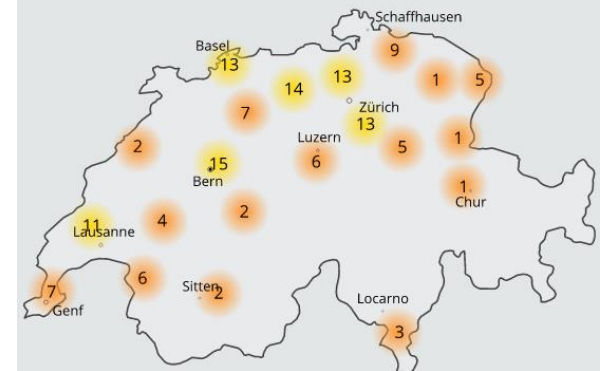 Schaffhausen
Basel
9
13
13
1
5
14
Zürich
7
13
Luzern
1
2
5
15
6
Bern
1
Chur
2
4
11
Lausanne
6
Sitten
2
7
Genf
Locarno
3